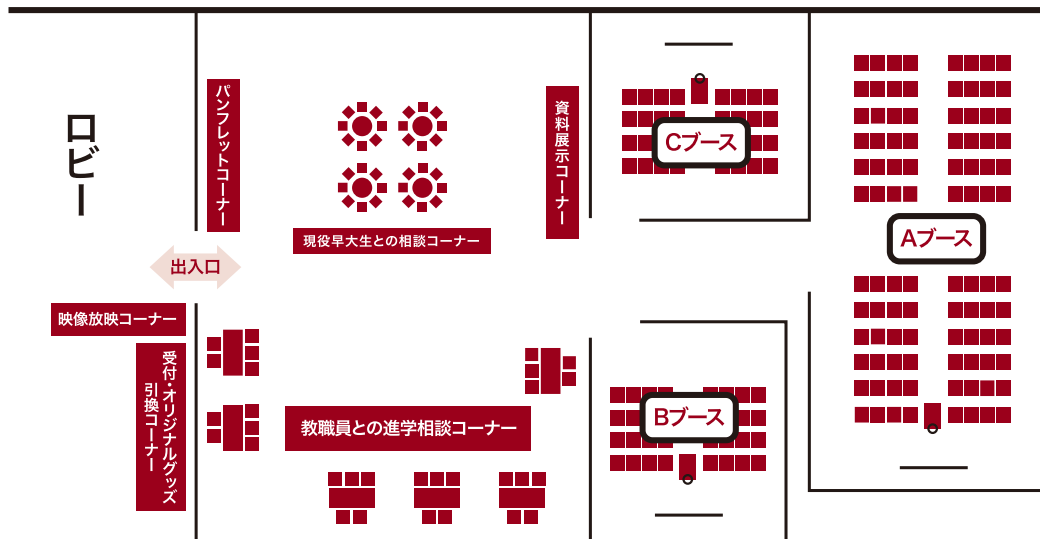 ロビー
パンフレットコーナー
現役早大生との相談コーナー
資料展示コーナー
Cブース
Aブース
出入口
映像放映コーナー
受付・オリジナルグッズ
引換コーナー
教職員との進学相談コーナー
Bブース